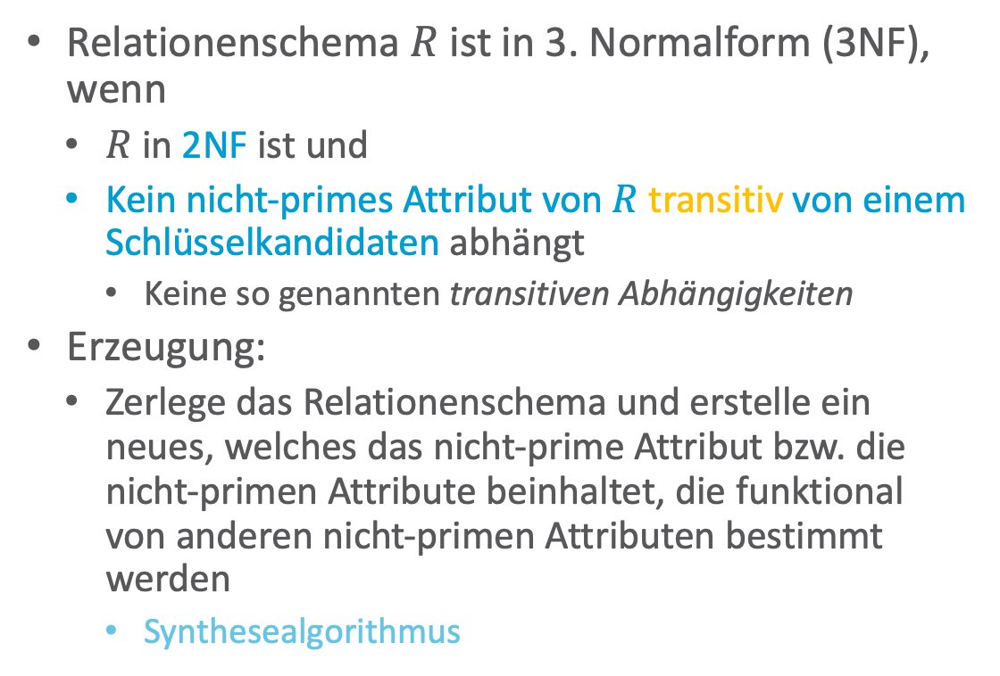 • Relationenschema 𝑅 ist in 3. Normalform (3NF),
wenn
• 𝑅 in 2NF ist und
• Kein nicht-primes Attribut von 𝑅 transitiv von einem
Schlüsselkandidaten abhängt
• Keine so genannten transitiven Abhängigkeiten
• Erzeugung:
• Zerlege das Relationenschema und erstelle ein
neues, welches das nicht-prime Attribut bzw. die
nicht-primen Attribute beinhaltet, die funktional
von anderen nicht-primen Attributen bestimmt
werden
• Synthesealgorithmus